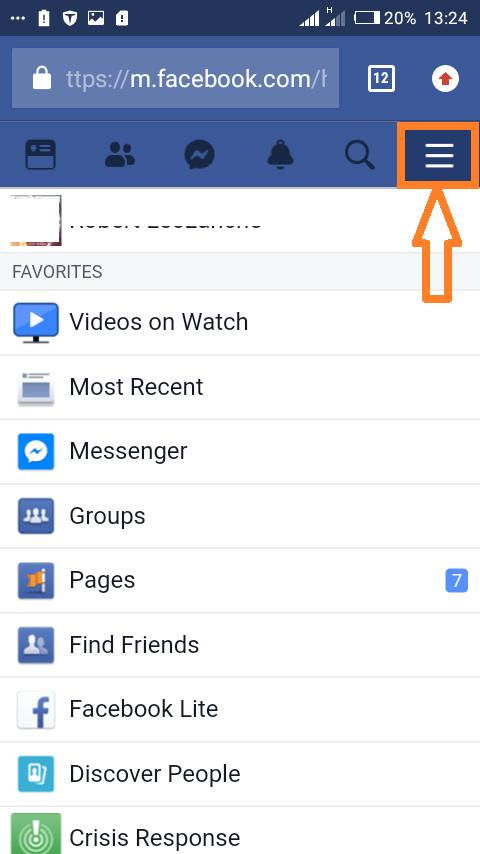 20% 13:24
ttps://m.facebook.com/h
12
H
FAVORITES
Videos on Watch
Most Recent
Messenger
Groups
Pages 7
Find Friends
Facebook Lite
Discover People
Crisis Response